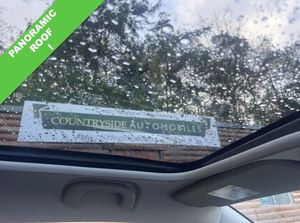 PANORAMIC
ROOF
!
COUNTRYSIDE AUTOMOBILES